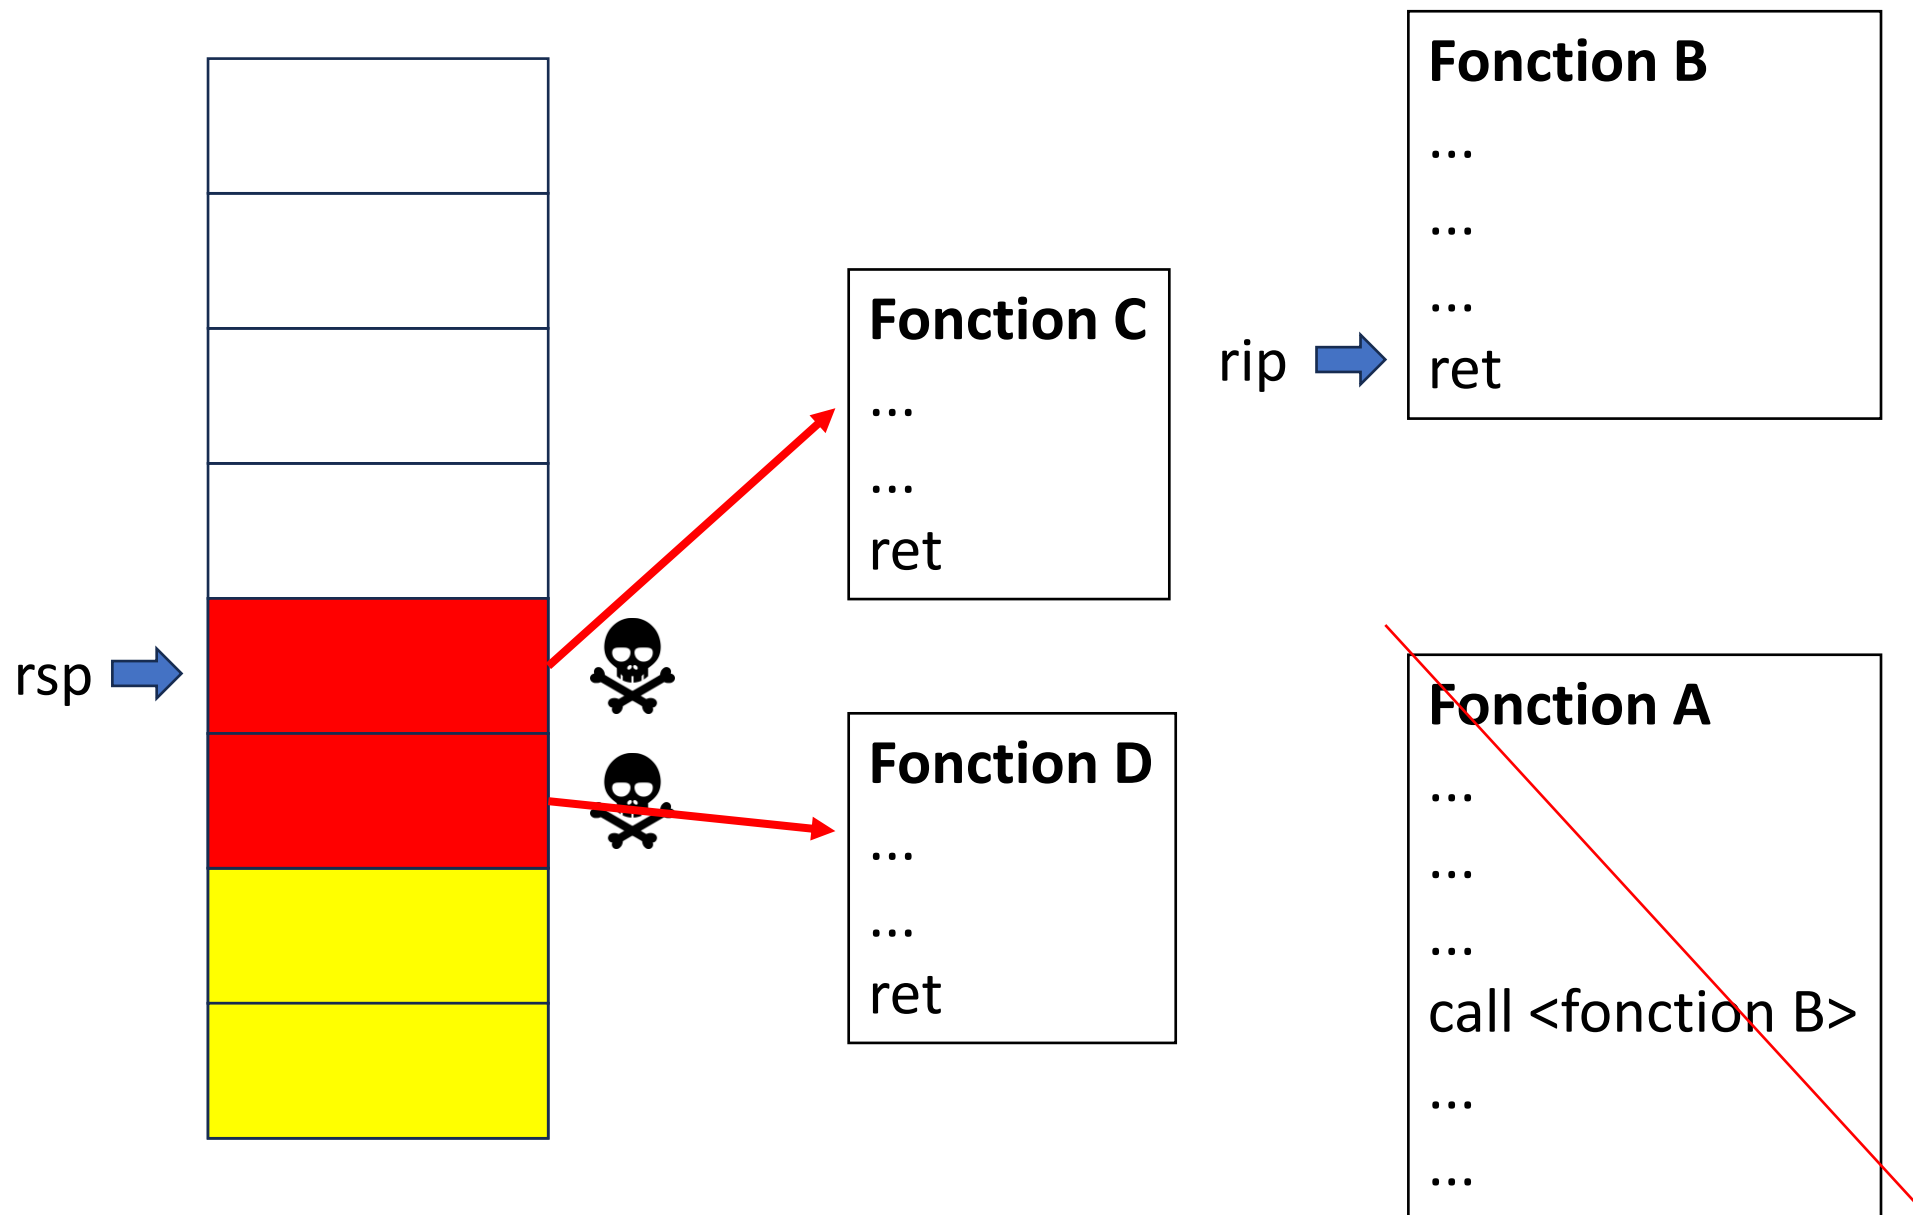 rsp
Fonction C
...
...
ret
Fonction D
...
...
ret
rip
Fonction B
...
...
...
ret
Fonction A
...
...
...
call <fonction B>
...
...